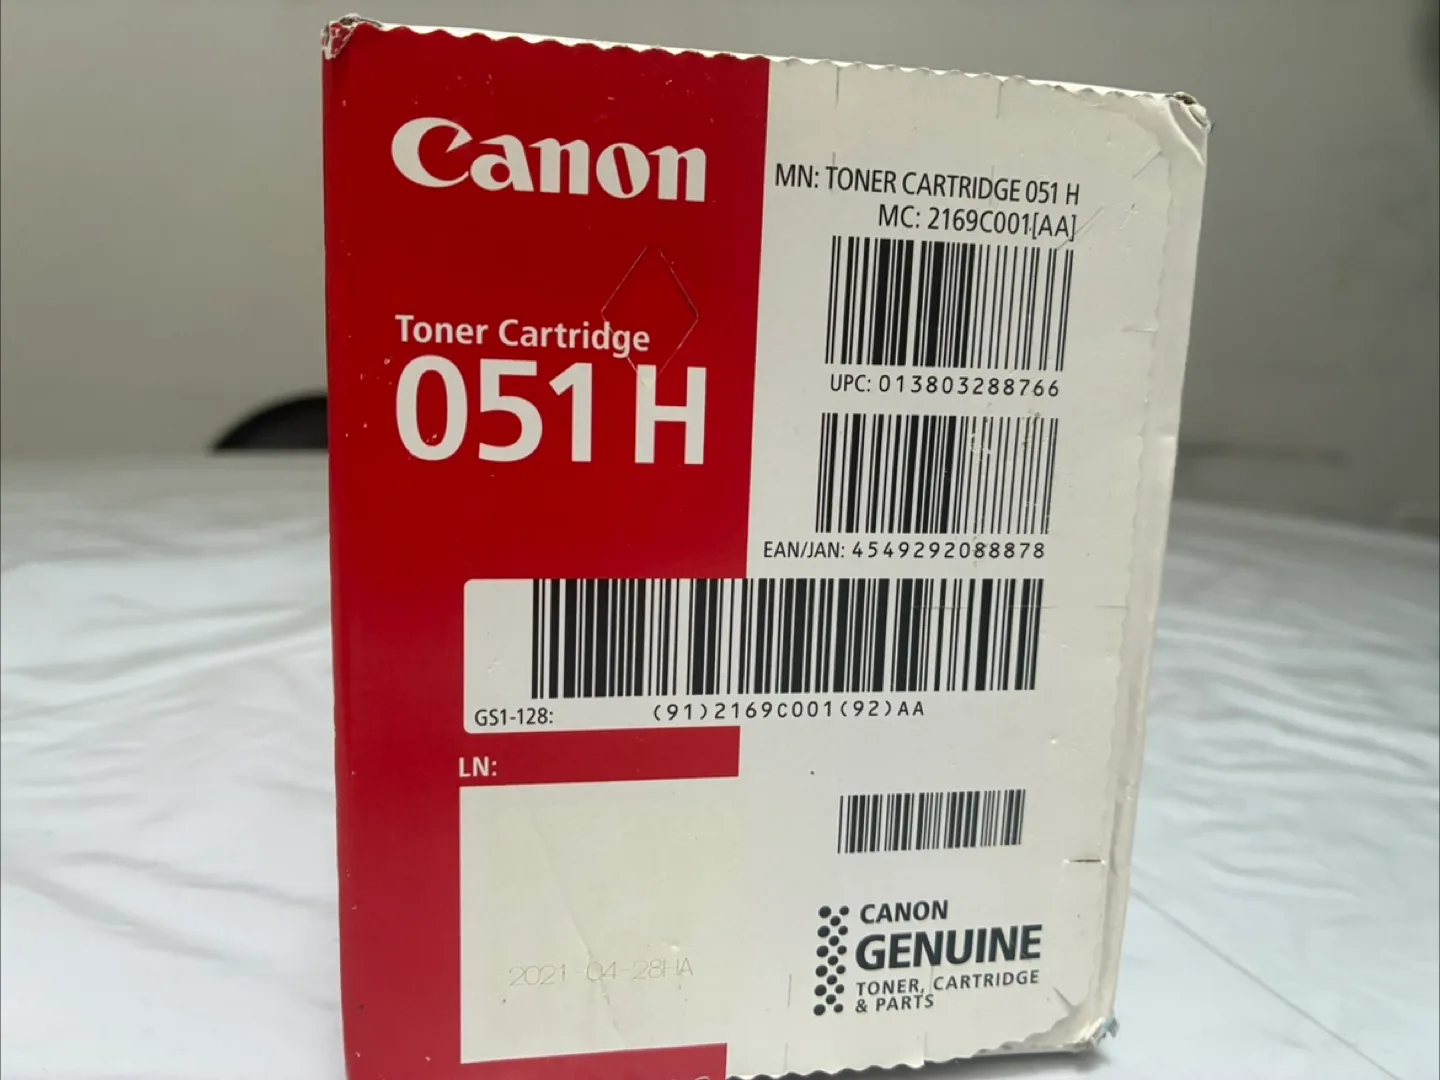 Canon
Toner Cartridge
051 H
MN: TONER CARTRIDGE 051 H
MC: 2169C001[AA]
UPC: 013803288766
EAN/JAN: 4549292088878
GS1-128: (91)2169C001(92)AA
LN:
2021-04-28HA
CANON
GENUINE
TONER, CARTRIDGE
& PARTS